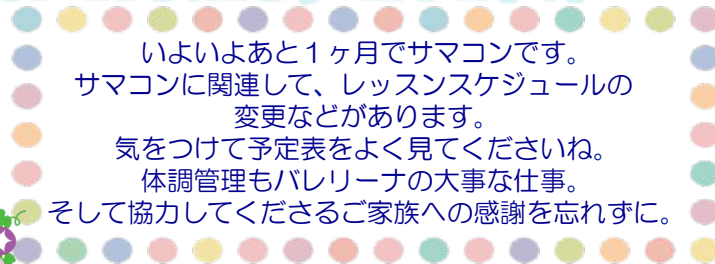 いよいよあと１ヶ月でサマコンです。
サマコンに関連して、レッスンスケジュールの
変更などがあります。
気をつけて予定表をよく見てくださいね。
体調管理もバレリーナの大事な仕事。
そして協力してくださるご家族への感謝を忘れずに。